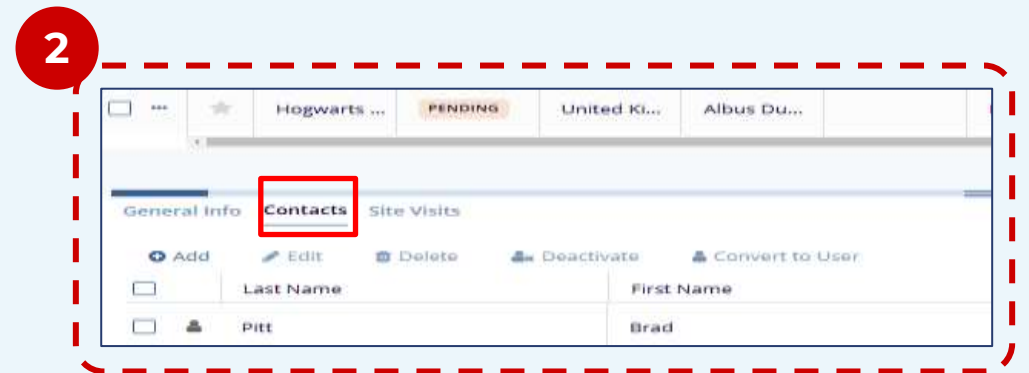 2
Hogwarts ... PENDING United Ki... Albus Du...
General Info Contacts Site Visits
Add Edit Delete Deactivate Convert to User
Last Name First Name
Pitt Brad